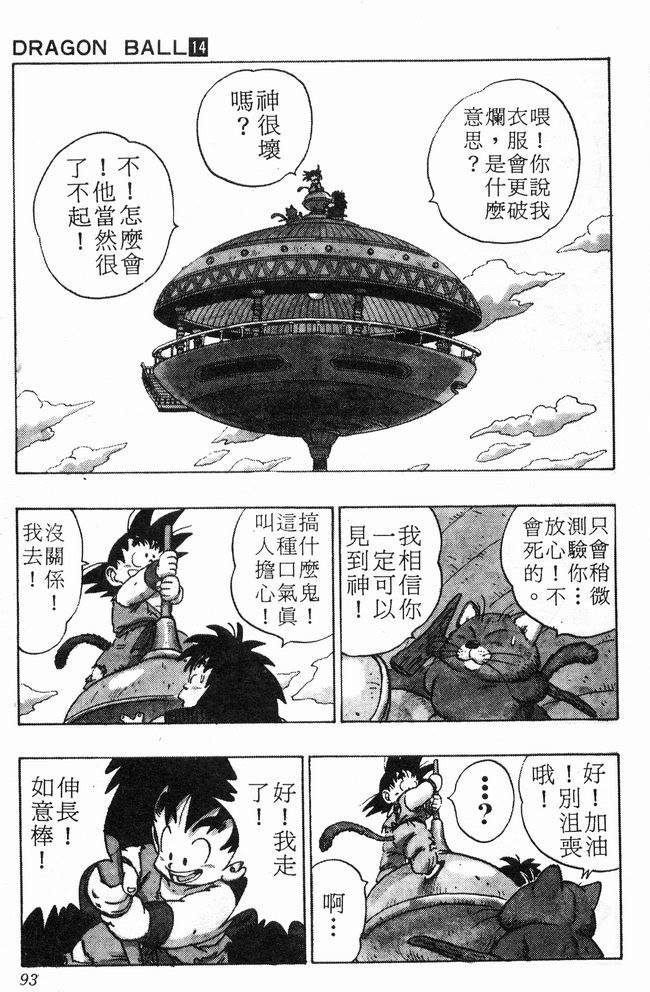 DRAGON BALL 14
喂！你說我
衣服會更破
爛，是什麼
意思？
神很壞
嗎？
不！怎麼會
！他當然很
了不起！
只會稍微
測驗你…
放心！不
會死的。
我相信你
一定可以
見到神！
搞什麼鬼！
這種口氣真
叫人擔心！
沒關係！
我去！
好！加油
！別沮喪
哦！
…？
啊…
好！我走
了！
伸長！
如意棒！
93